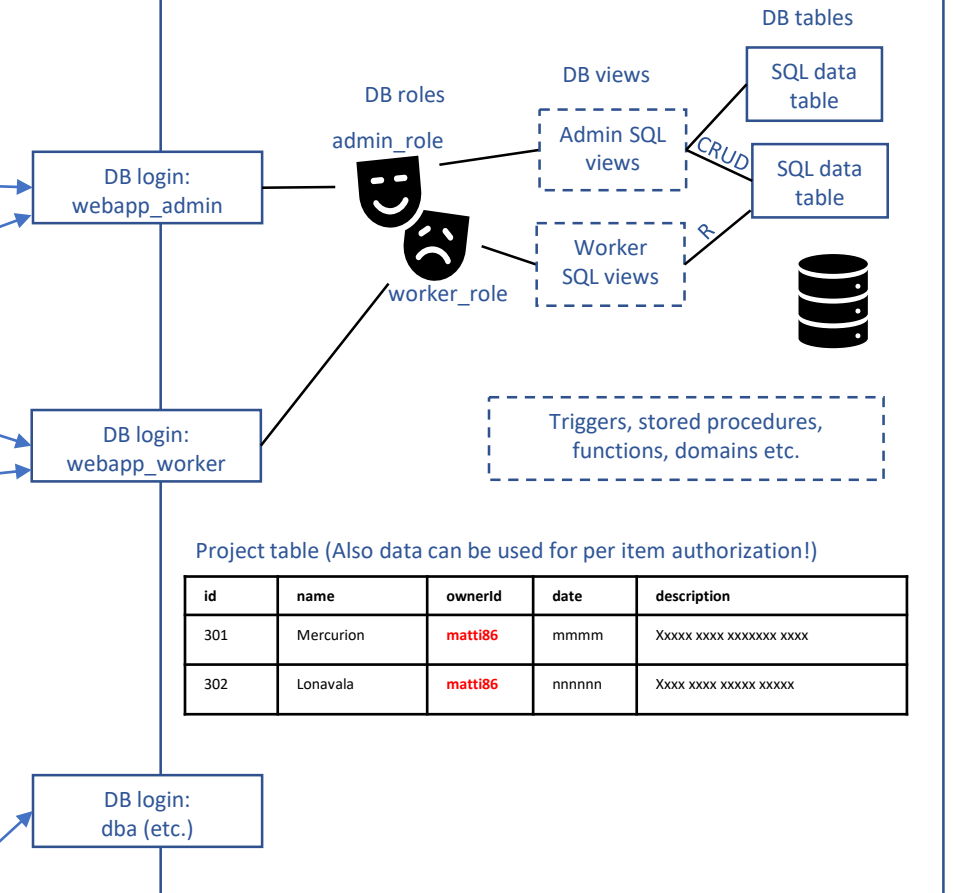 DB tables
SQL data
table
DB views
DB roles
admin_role
Admin SQL
views
CRUD
SQL data
table
DB login:
webapp_admin
Worker
SQL views
R
worker_role
Triggers, stored procedures,
functions, domains etc.
DB login:
webapp_worker
Project table (Also data can be used for per item authorization!)
id name ownerId date description
301 Mercurion matti86 mmmm Xxxxx xxxx xxxxxxx xxxx
302 Lonavala matti86 nnnnnn Xxxx xxxx xxxxx xxxxx
DB login:
dba (etc.)